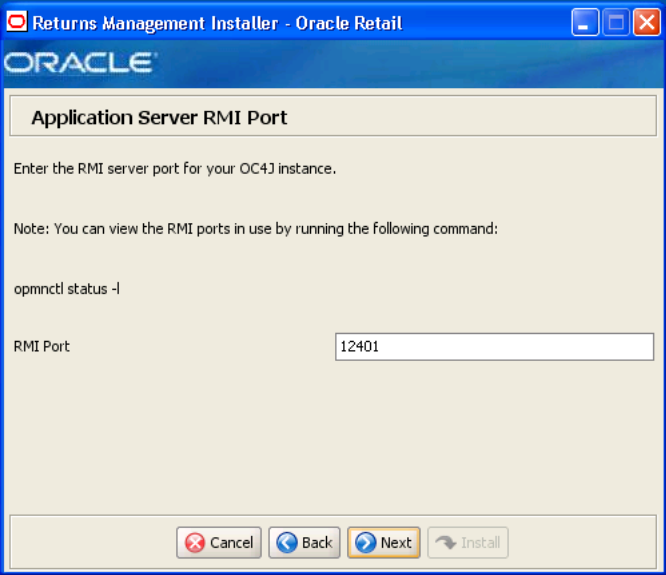 Returns Management Installer - Oracle Retail
ORACLE
Application Server RMI Port
Enter the RMI server port for your OC4J instance.
Note: You can view the RMI ports in use by running the following command:
opmnctl status -l
RMI Port 12401
Cancel Back Next Install